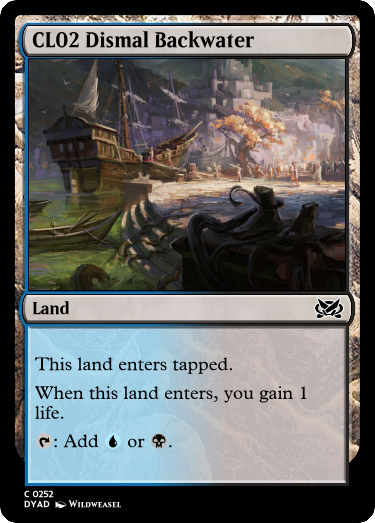 CL02 Dismal Backwater
Land
This land enters tapped.
When this land enters, you gain 1
life.
: Add or .
C 0252
DYAD WILDWEASEL